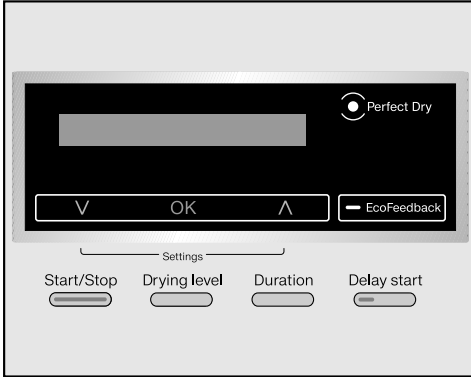 Perfect Dry
∨ OK ∧
EcoFeedback
Settings
Start/Stop Drying level Duration Delay start